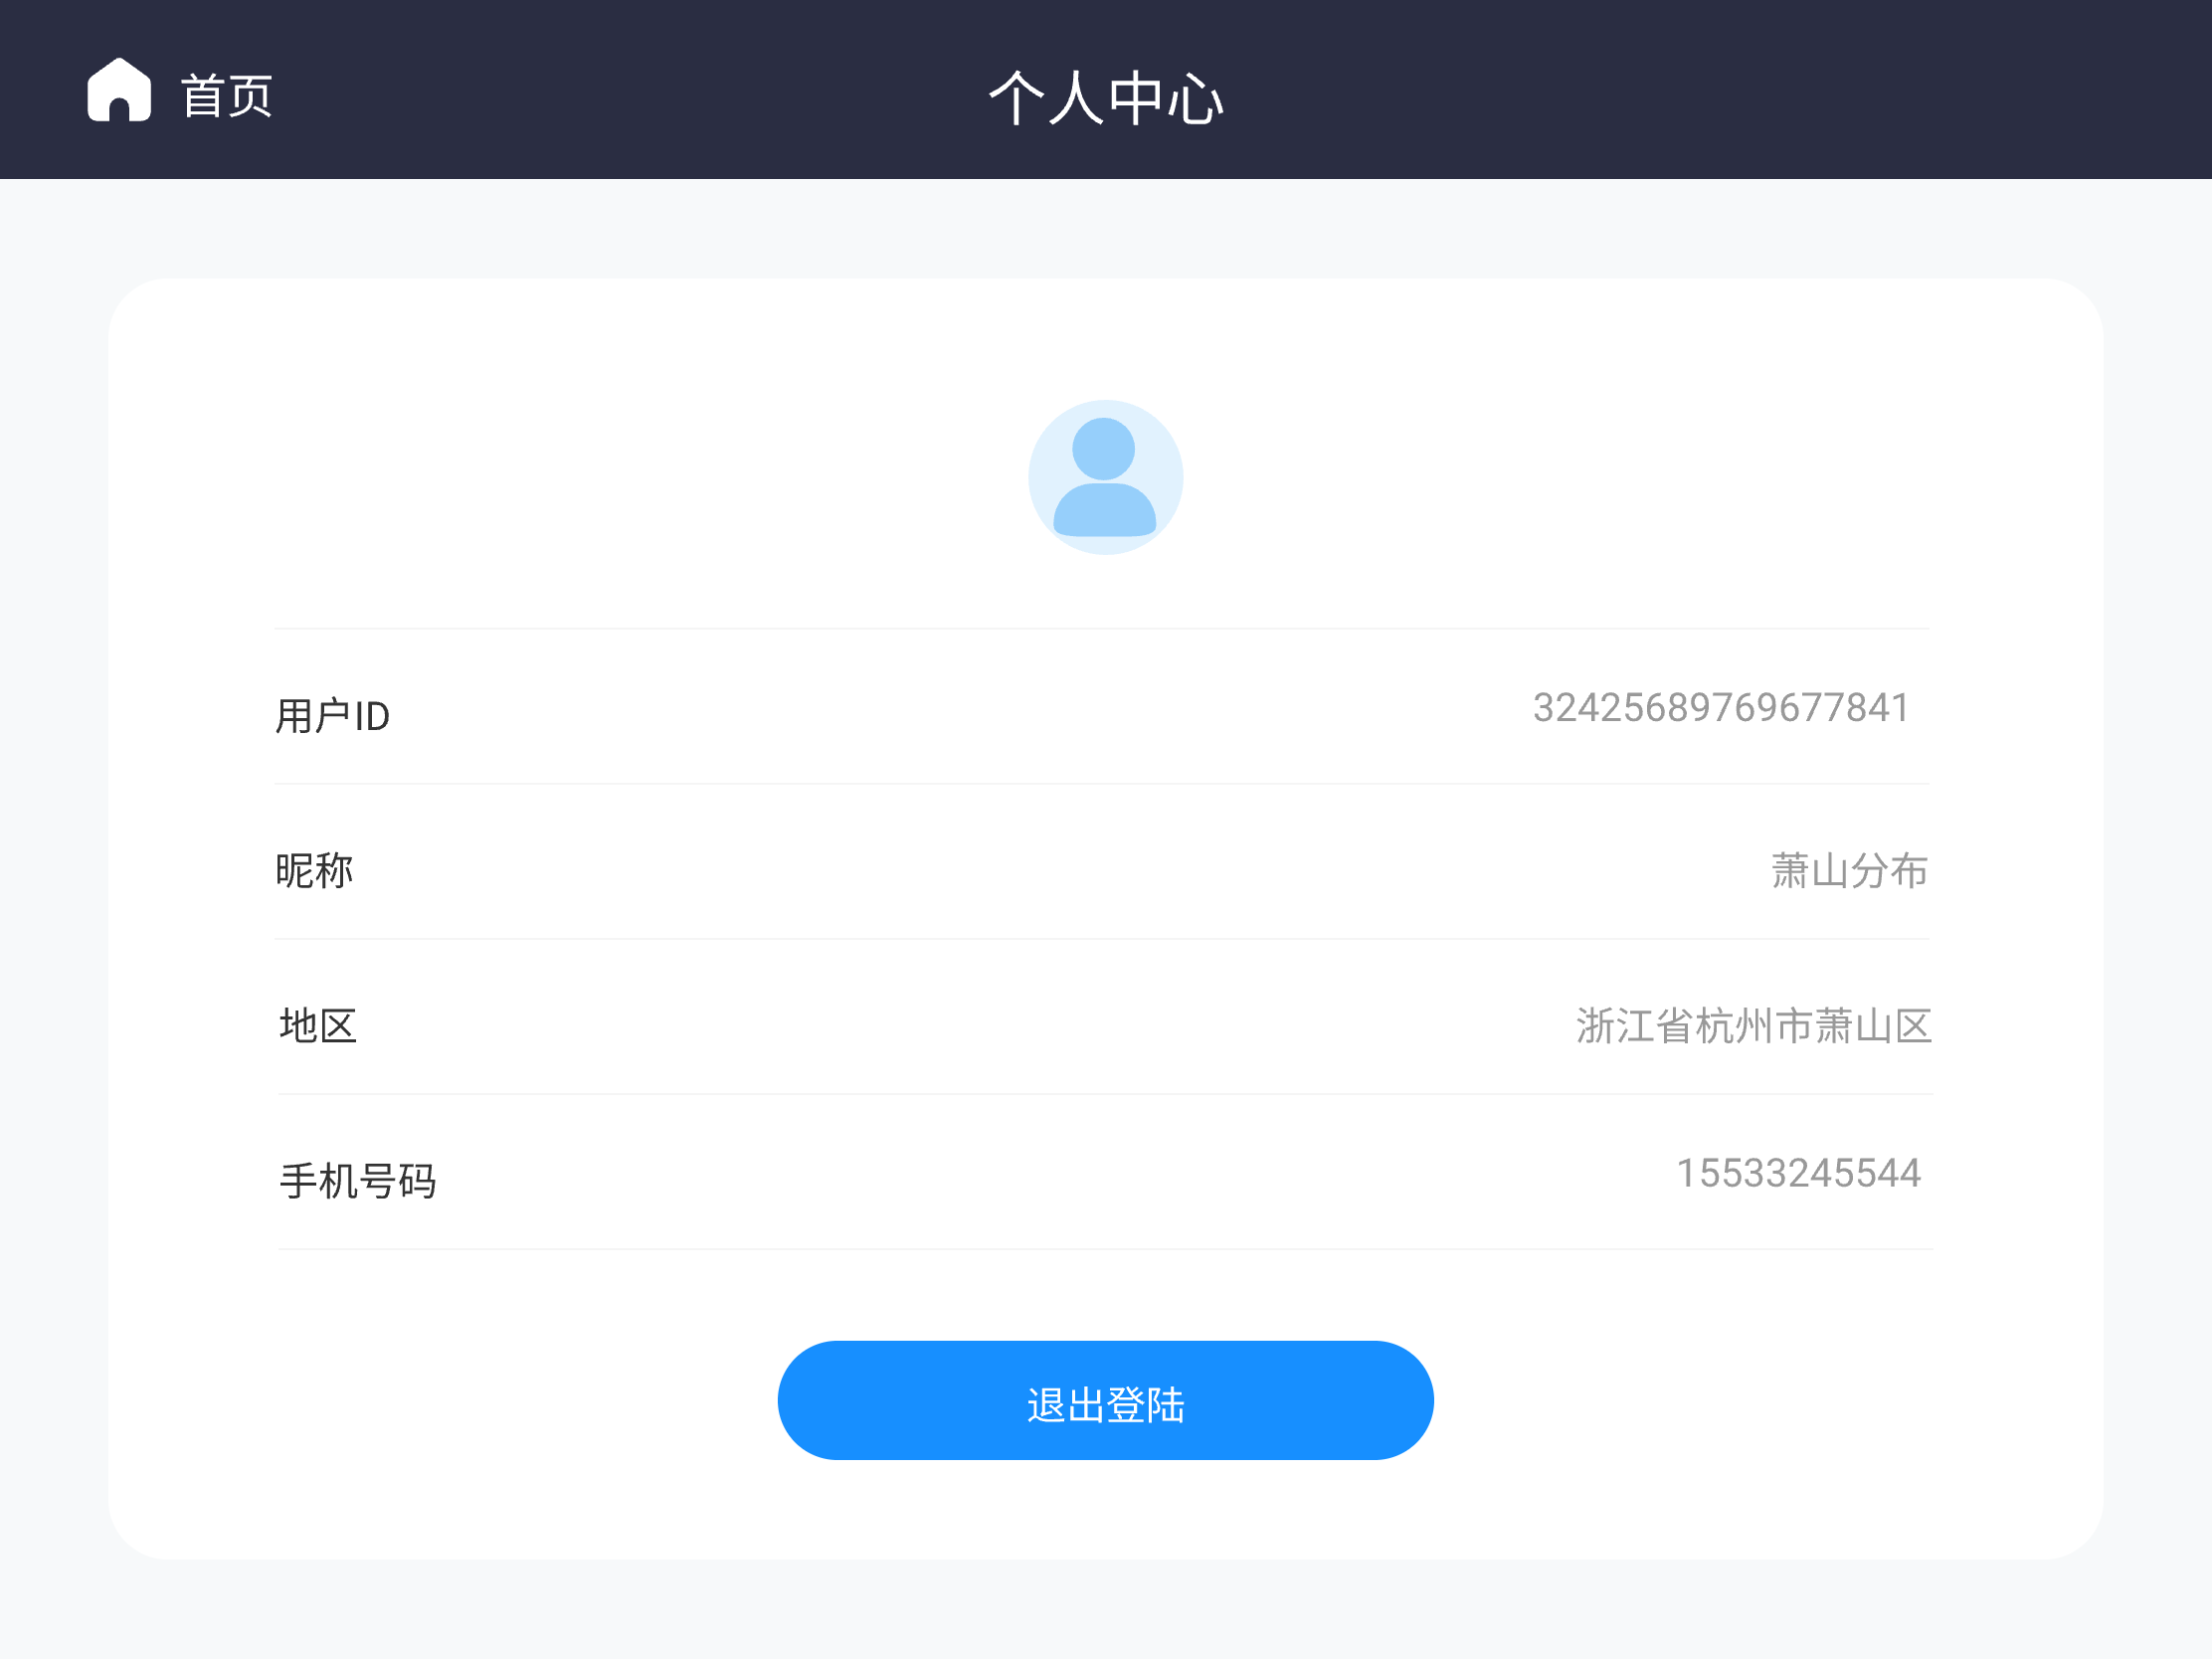 首页
个人中心
用户ID
32425689769677841
昵称
萧山分布
地区
浙江省杭州市萧山区
手机号码
15533245544
退出登陆